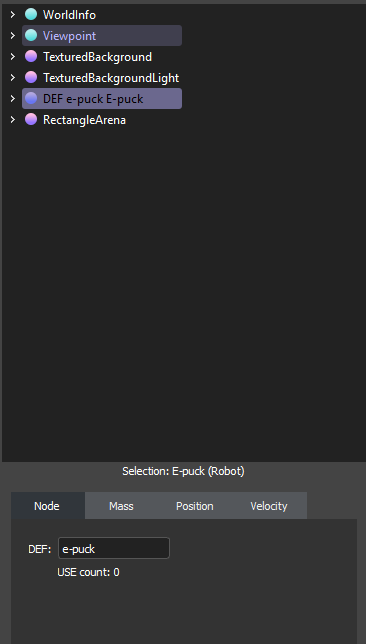 WorldInfo
Viewpoint
TexturedBackground
TexturedBackgroundLight
DEF e-puck E-puck
RectangleArena
Selection: E-puck (Robot)
Node Mass Position Velocity
DEF: e-puck
USE count: 0